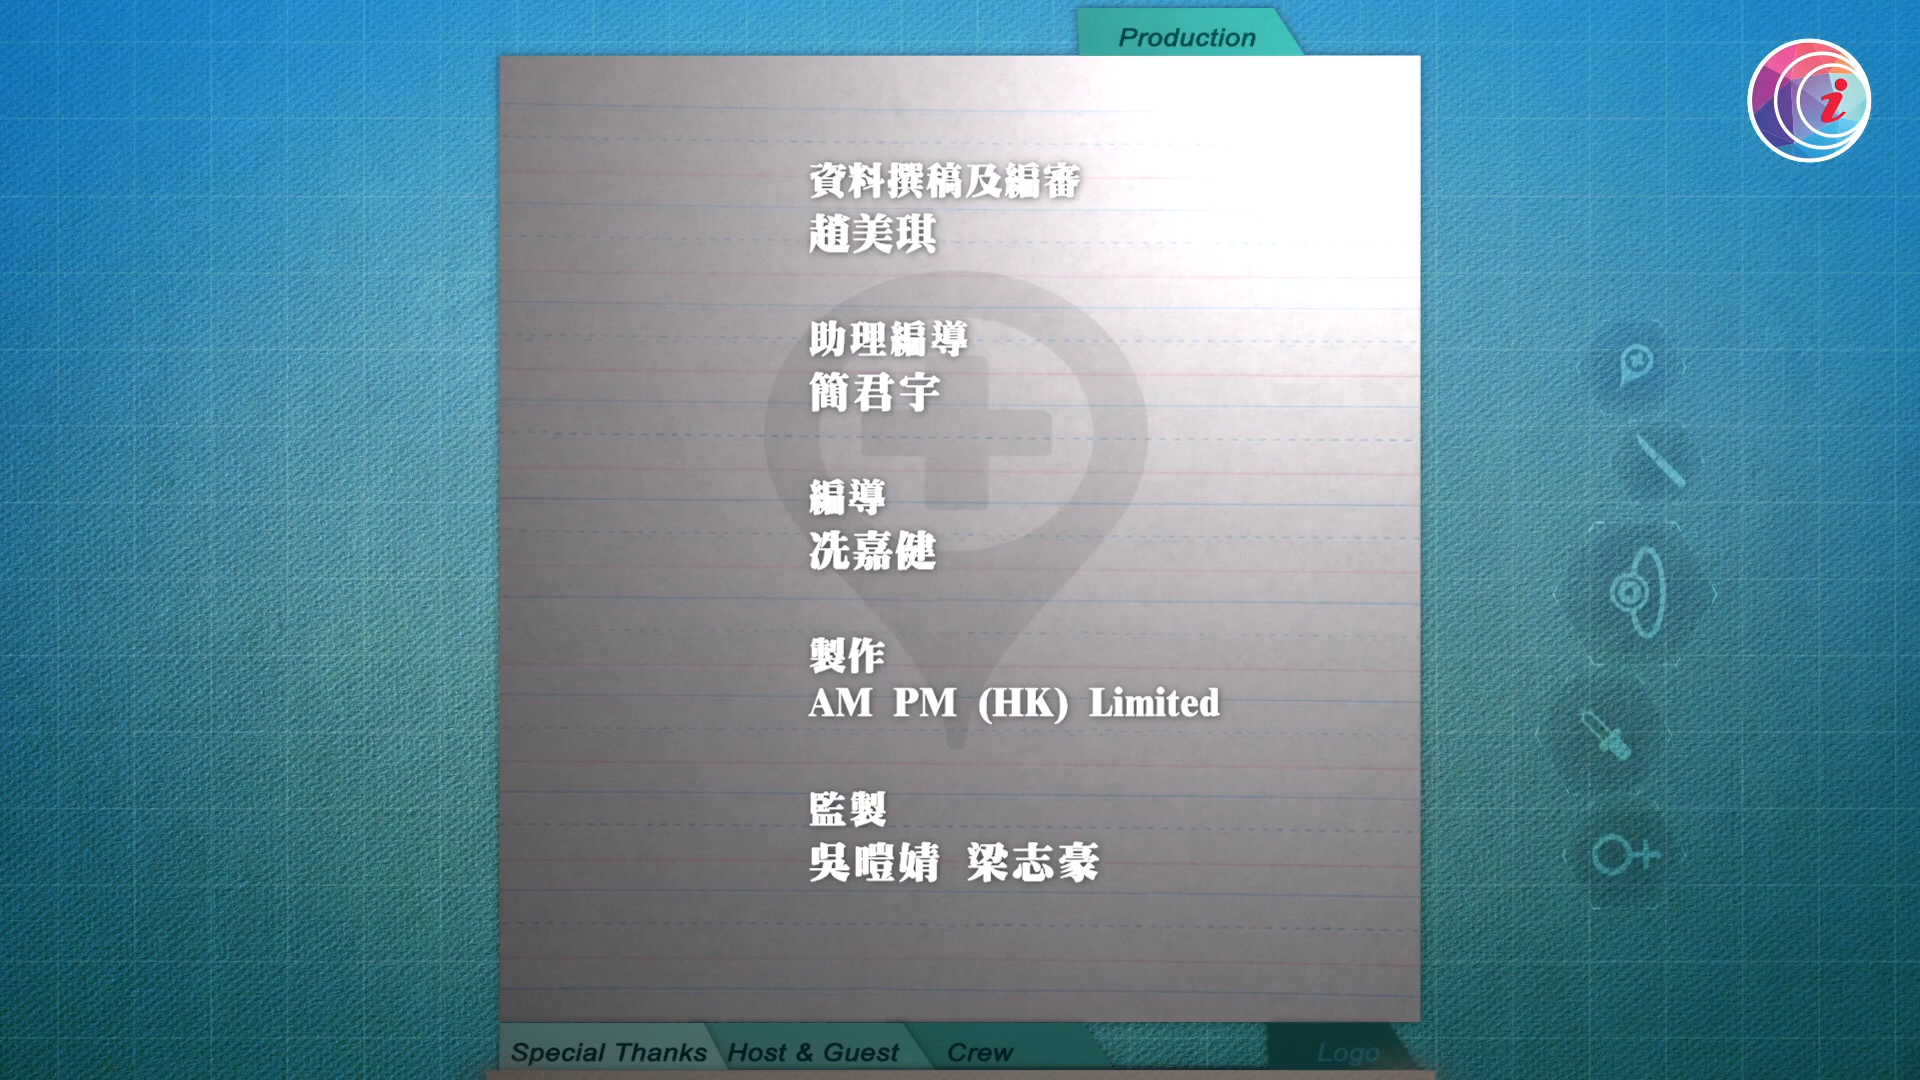 Production
資料撰稿及編審
趙美琪
助理編導
簡君宇
編導
冼嘉健
製作
AM PM (HK) Limited
監製
吳曀婧 梁志豪
Special Thanks
Host & Guest
Crew
Logo
i